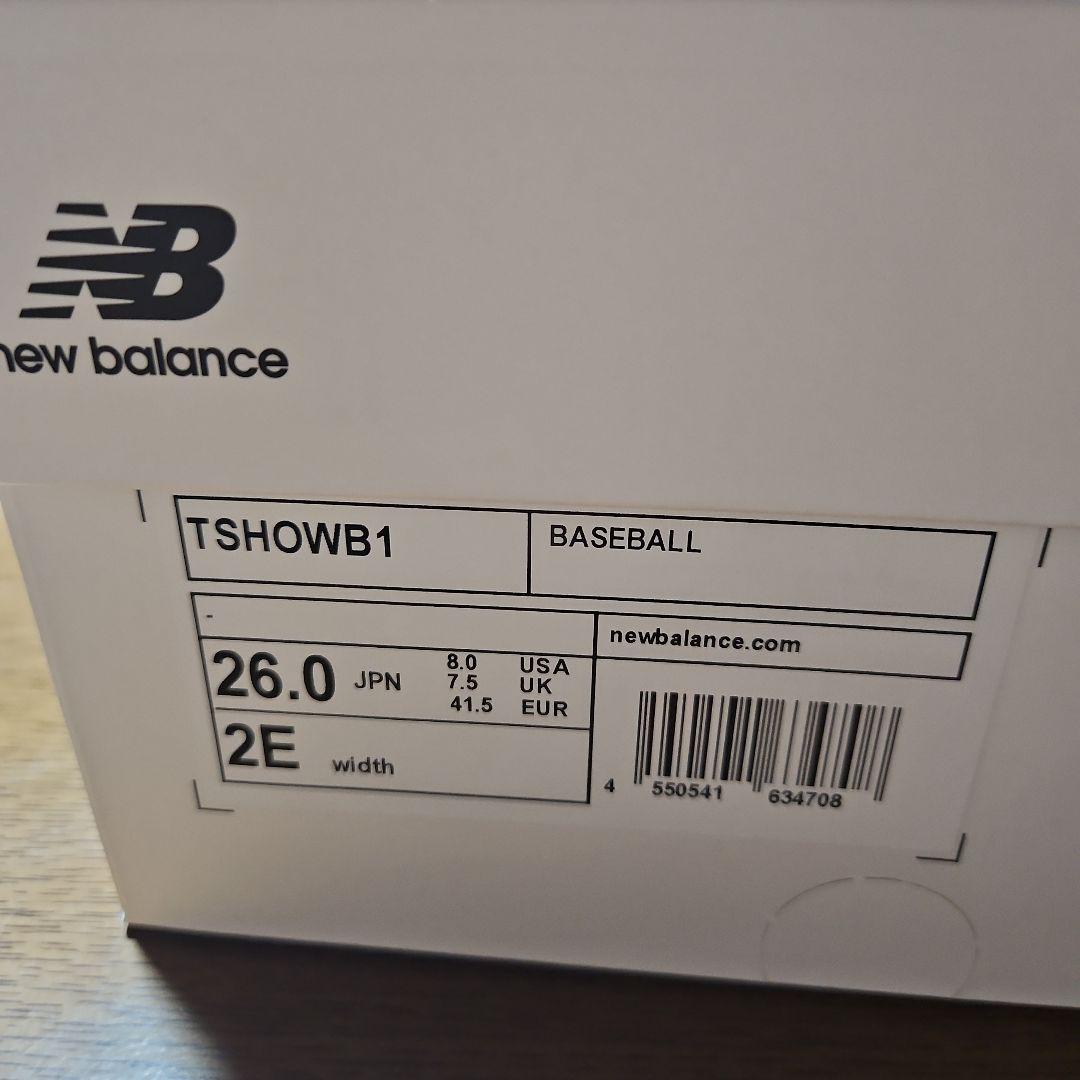 NB
new balance
TSHOWB1
BASEBALL
-
newbalance.com
26.0 JPN
8.0 USA
7.5 UK
41.5 EUR
2E width
4 550541 634708